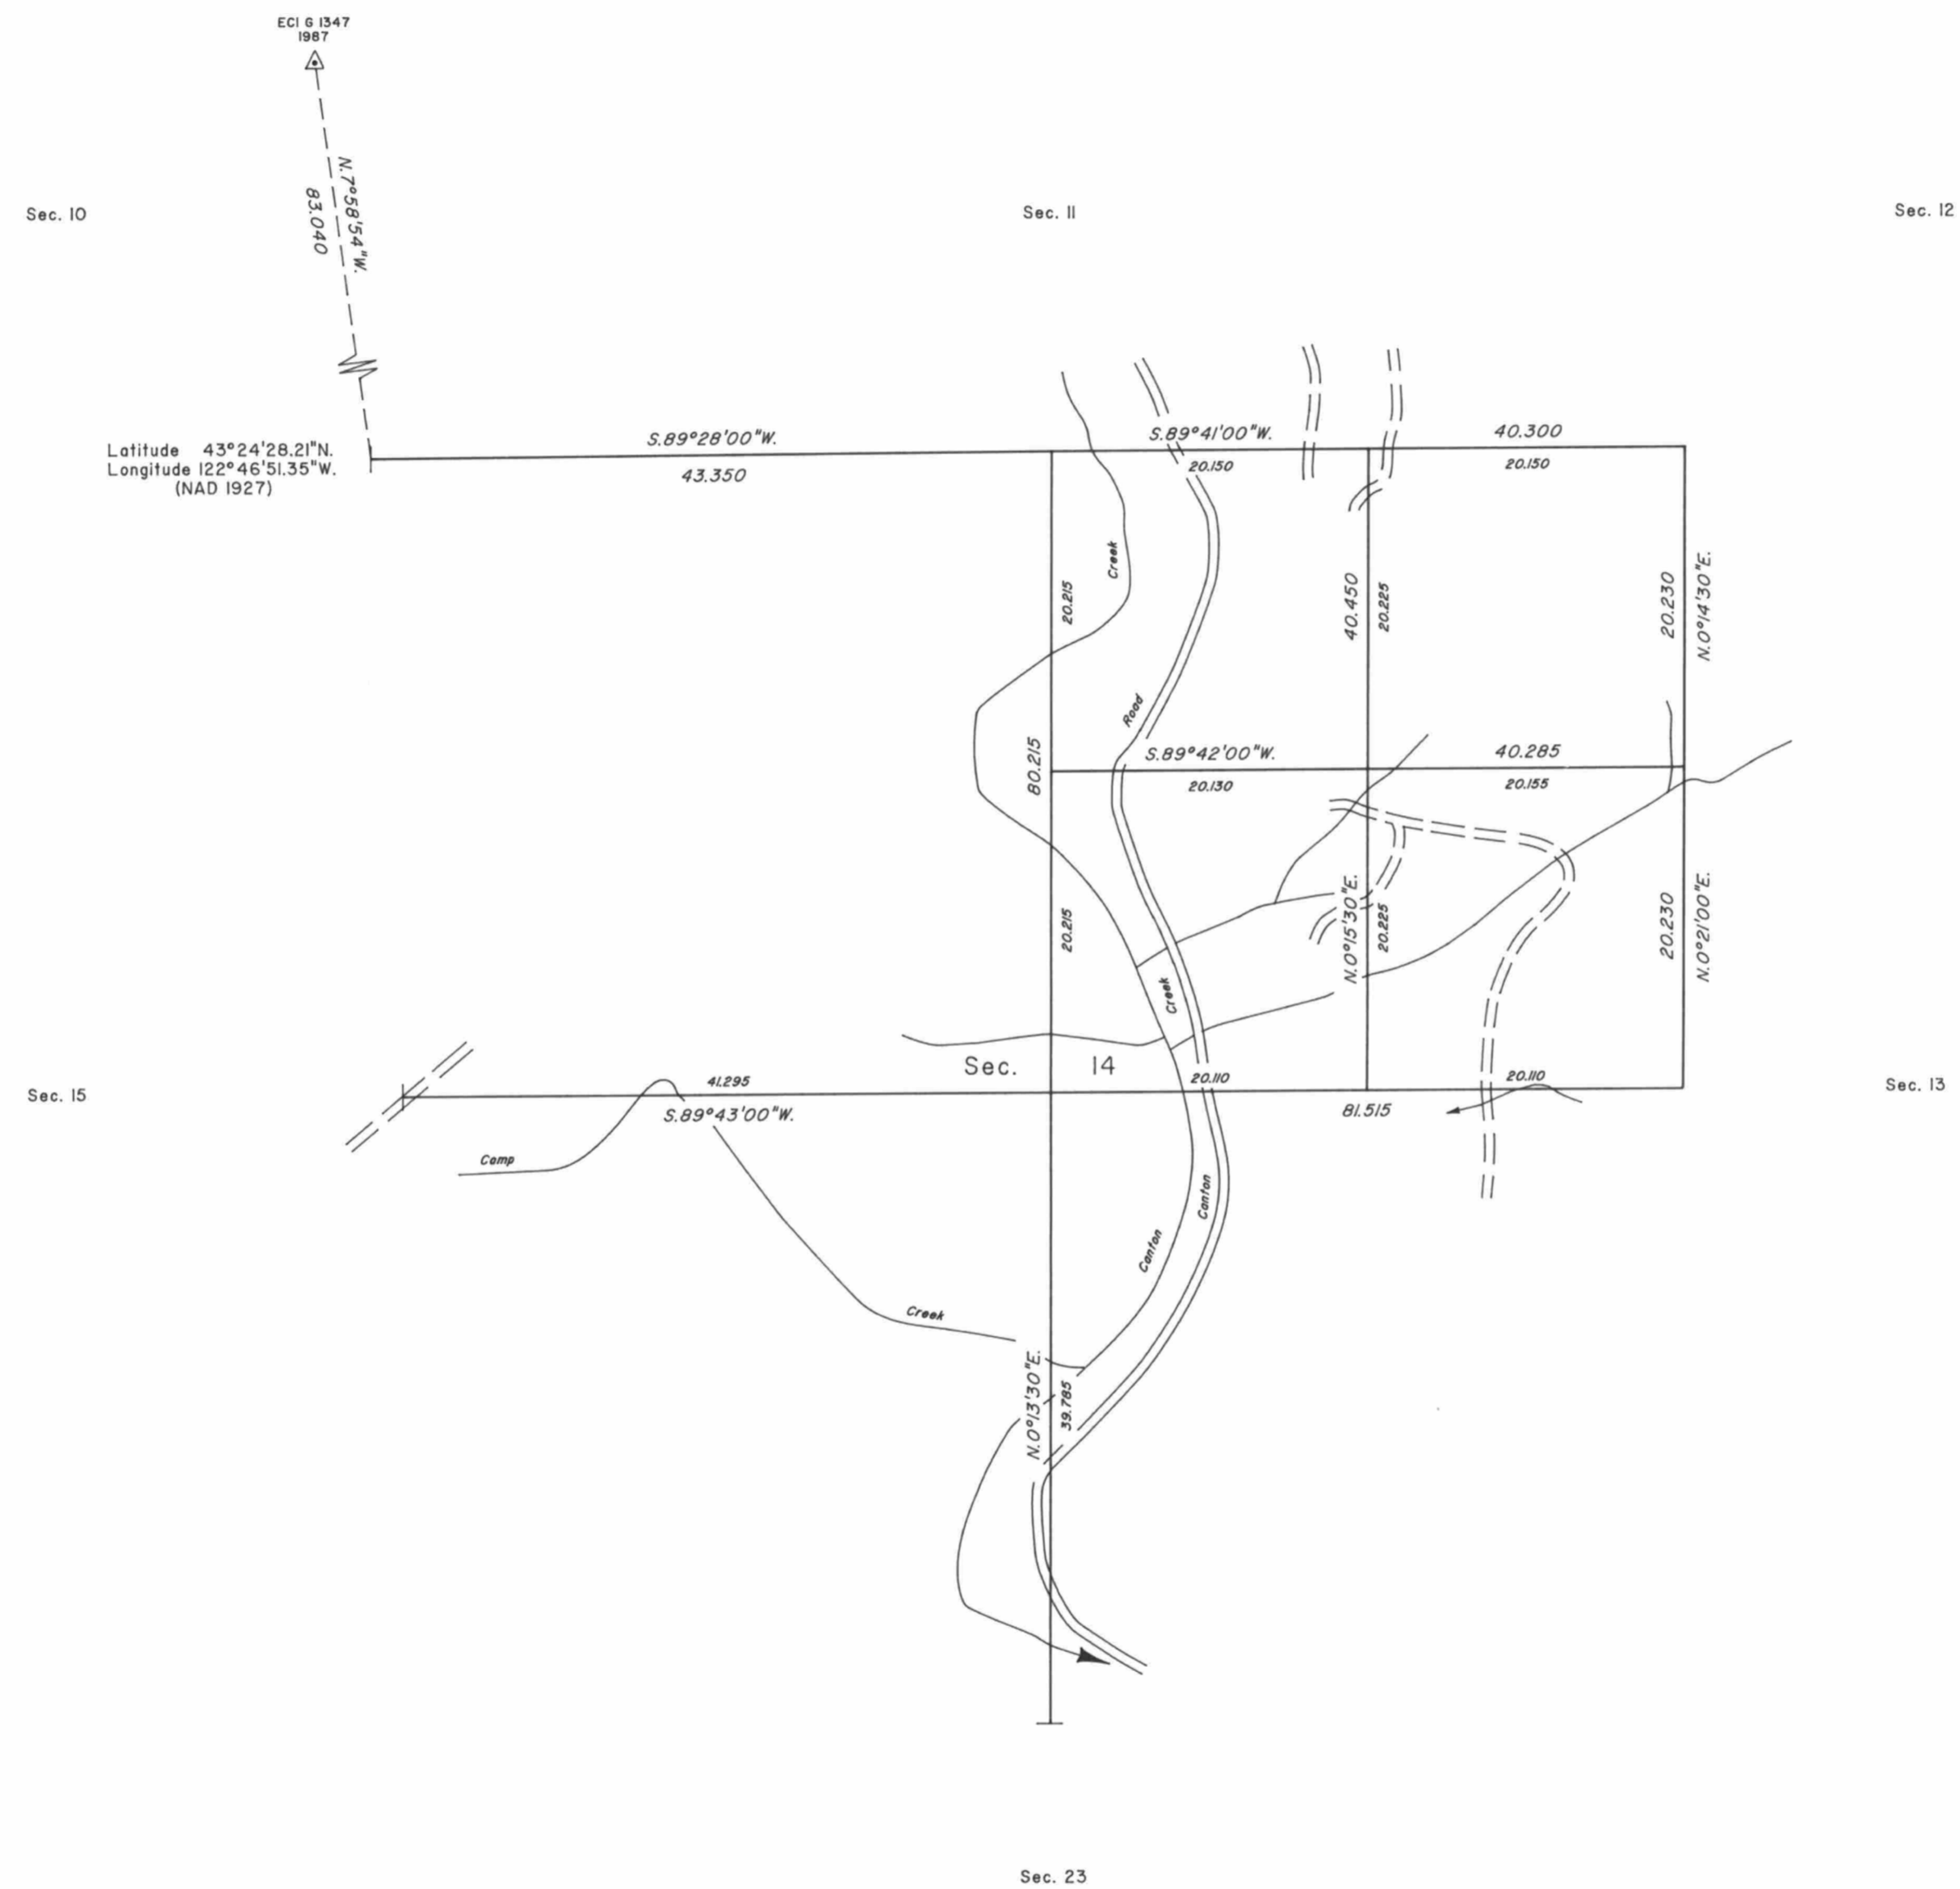 ECI G 1347
1987
N.7°58'54"W.
83.040
Sec. 10
Sec. 11
Sec. 12
Latitude 43°24'28.21"N.
Longitude 122°46'51.35"W.
(NAD 1927)
S.89°28'00"W.
43.350
S.89°41'00"W.
40.300
20.150
20.150
Creek
20.215
40.450
20.225
20.230
N.0°14'30"E.
Road
80.215
S.89°42'00"W.
40.285
20.130
20.155
20.215
Creek
N.0°15'30"E.
20.225
20.230
N.0°21'00"E.
Sec. 14
Sec. 15
41.295
20.110
20.110
Sec. 13
S.89°43'00"W.
81.515
Camp
Canton
Canton
Creek
N.0°13'30"E.
39.785
Sec. 23